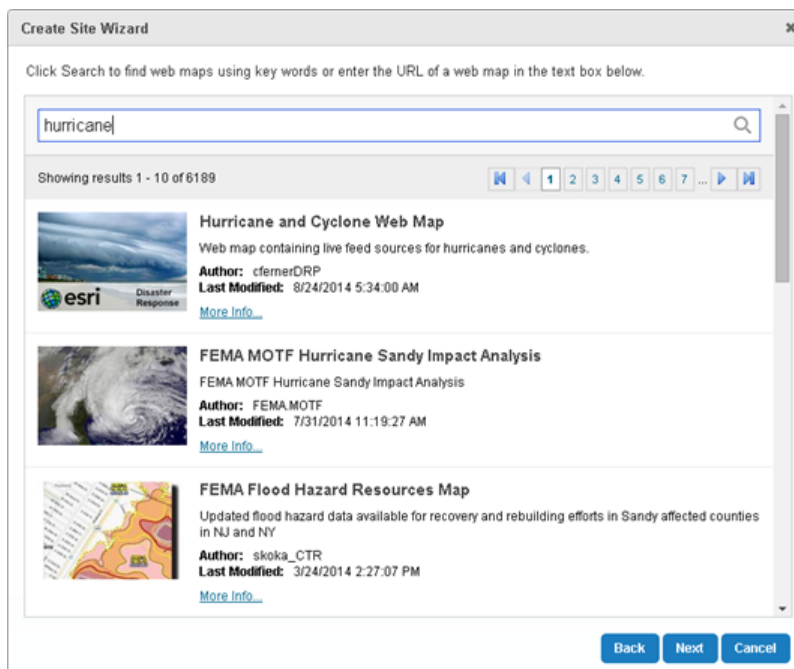 Create Site Wizard
Click Search to find web maps using key words or enter the URL of a web map in the text box below.
hurricane
Showing results 1 - 10 of 6189
1 2 3 4 5 6 7 ...
Hurricane and Cyclone Web Map
Web map containing live feed sources for hurricanes and cyclones.
Author: cfernerDRP
Last Modified: 8/24/2014 5:34:00 AM
More Info...
esri Disaster
Response
FEMA MOTF Hurricane Sandy Impact Analysis
FEMA MOTF Hurricane Sandy Impact Analysis
Author: FEMA.MOTF
Last Modified: 7/31/2014 11:19:27 AM
More Info...
FEMA Flood Hazard Resources Map
Updated flood hazard data available for recovery and rebuilding efforts in Sandy affected counties
in NJ and NY
Author: skoka_CTR
Last Modified: 3/24/2014 2:27:07 PM
More Info...
Back Next Cancel